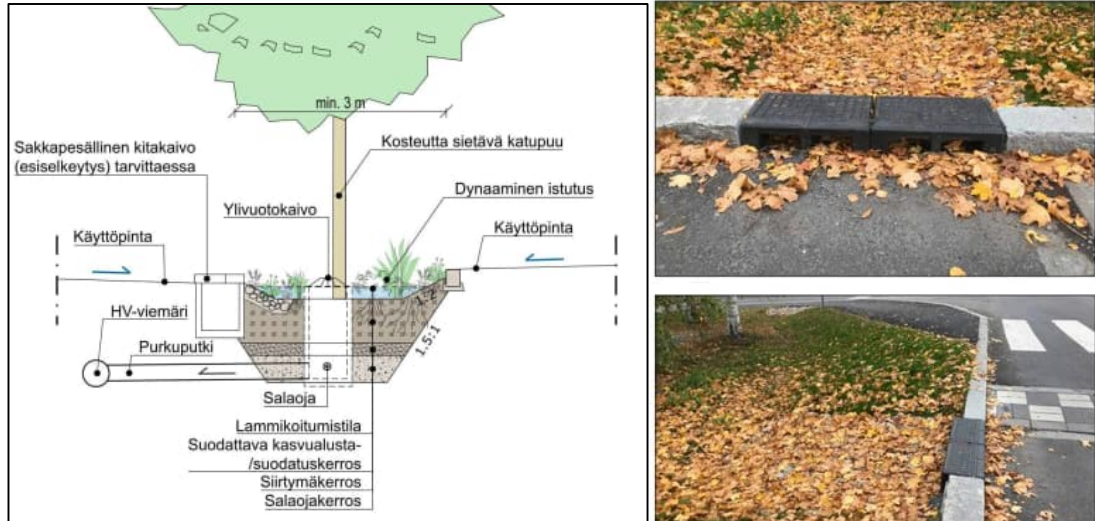 min. 3 m
Sakkapesällinen kitakaivo
(esiselkeytys) tarvittaessa
Kosteutta sietävä katupuu
Ylivuotokaivo
Dynaaminen istutus
Käyttöpinta
Käyttöpinta
1:2
HV-viemäri
1.5:1
Purkuputki
Salaoja
Lammikoitumistila
Suodattava kasvualusta-
/suodatuskerros
Siirtymäkerros
Salaojakerros